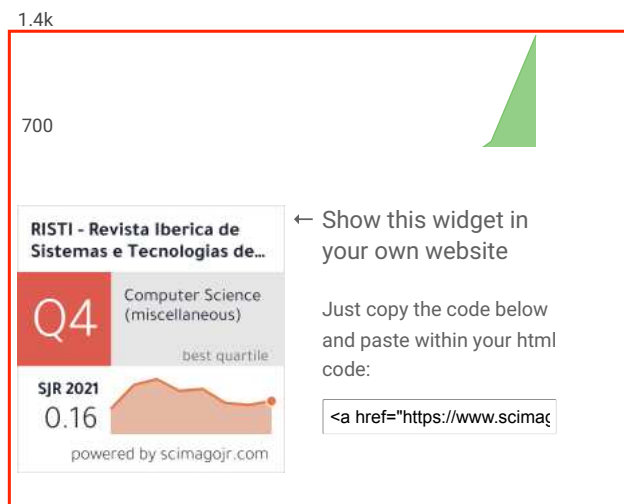 1.4k
700
RISTI - Revista Iberica de
Sistemas e Tecnologias de...
Q4
Computer Science
(miscellaneous)
best quartile
SJR 2021
0.16
powered by scimagojr.com
← Show this widget in
your own website
Just copy the code below
and paste within your html
code:
<a href="https://www.scimag